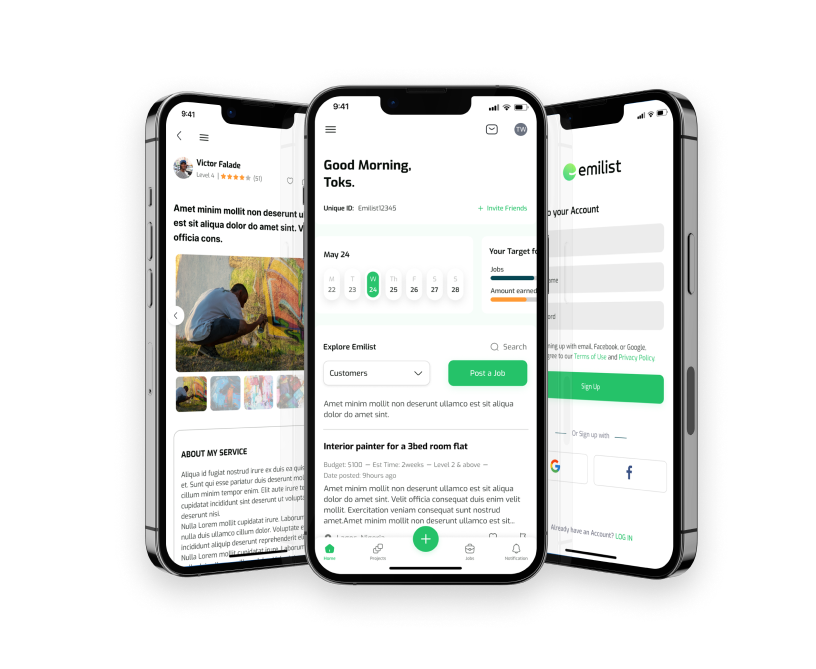 9:41
Victor Falade
Level 4 | (51)
Amet minim mollit non deserunt u
est sit aliqua dolor do amet sint. V
officia cons.
ABOUT MY SERVICE
Aliqua id fugiat nostrud irure ex duis ea quis
et. Sunt qui esse pariatur duis deserunt mol
cillum minim tempor enim. Elit aute irure te
cupidatat incididunt sint deserunt ut volupta
deserunt nisi.
Nulla Lorem mollit cupidatat irure. Laborum
nulla duis ullamco cillum dolor. Voluptate e
incididunt aliquip deserunt reprehenderit el
Nulla Lorem mollit cupidatat irure. Laborum
9:41
TW
Good Morning,
Toks.
Unique ID: Emilist12345
+ Invite Friends
May 24
M T W Th F S S
22 23 24 25 26 27 28
Your Target fo
Jobs
Amount earned
Explore Emilist
Search
Customers
Post a Job
Amet minim mollit non deserunt ullamco est sit aliqua
dolor do amet sint.
Interior painter for a 3bed room flat
Budget: $100 — Est Time: 2weeks — Level 2 & above —
Date posted: 9hours ago
Amet minim mollit non deserunt ullamco est sit aliqua
dolor do amet sint. Velit officia consequat duis enim velit
mollit. Exercitation veniam consequat sunt nostrud
amet.Amet minim mollit non deserunt ullamco est sit...
Lagos, Nigeria
Home
Projects
Jobs
Notification
emilist
o your Account
ame
ord
ning up with email, Facebook, or Google,
gree to our Terms of Use and Privacy Policy.
Sign Up
Or Sign up with
Already have an Account? LOG IN